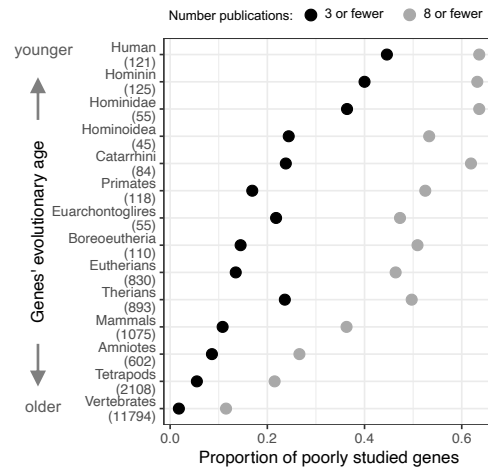 Number publications: 3 or fewer 8 or fewer
younger
Genes' evolutionary age
older
Human
(121)
Hominin
(125)
Hominidae
(55)
Hominoidea
(45)
Catarrhini
(84)
Primates
(118)
Euarchontoglires
(55)
Boreoeutheria
(110)
Eutherians
(830)
Therians
(893)
Mammals
(1075)
Amniotes
(602)
Tetrapods
(2108)
Vertebrates
(11794)
0.0 0.2 0.4 0.6
Proportion of poorly studied genes